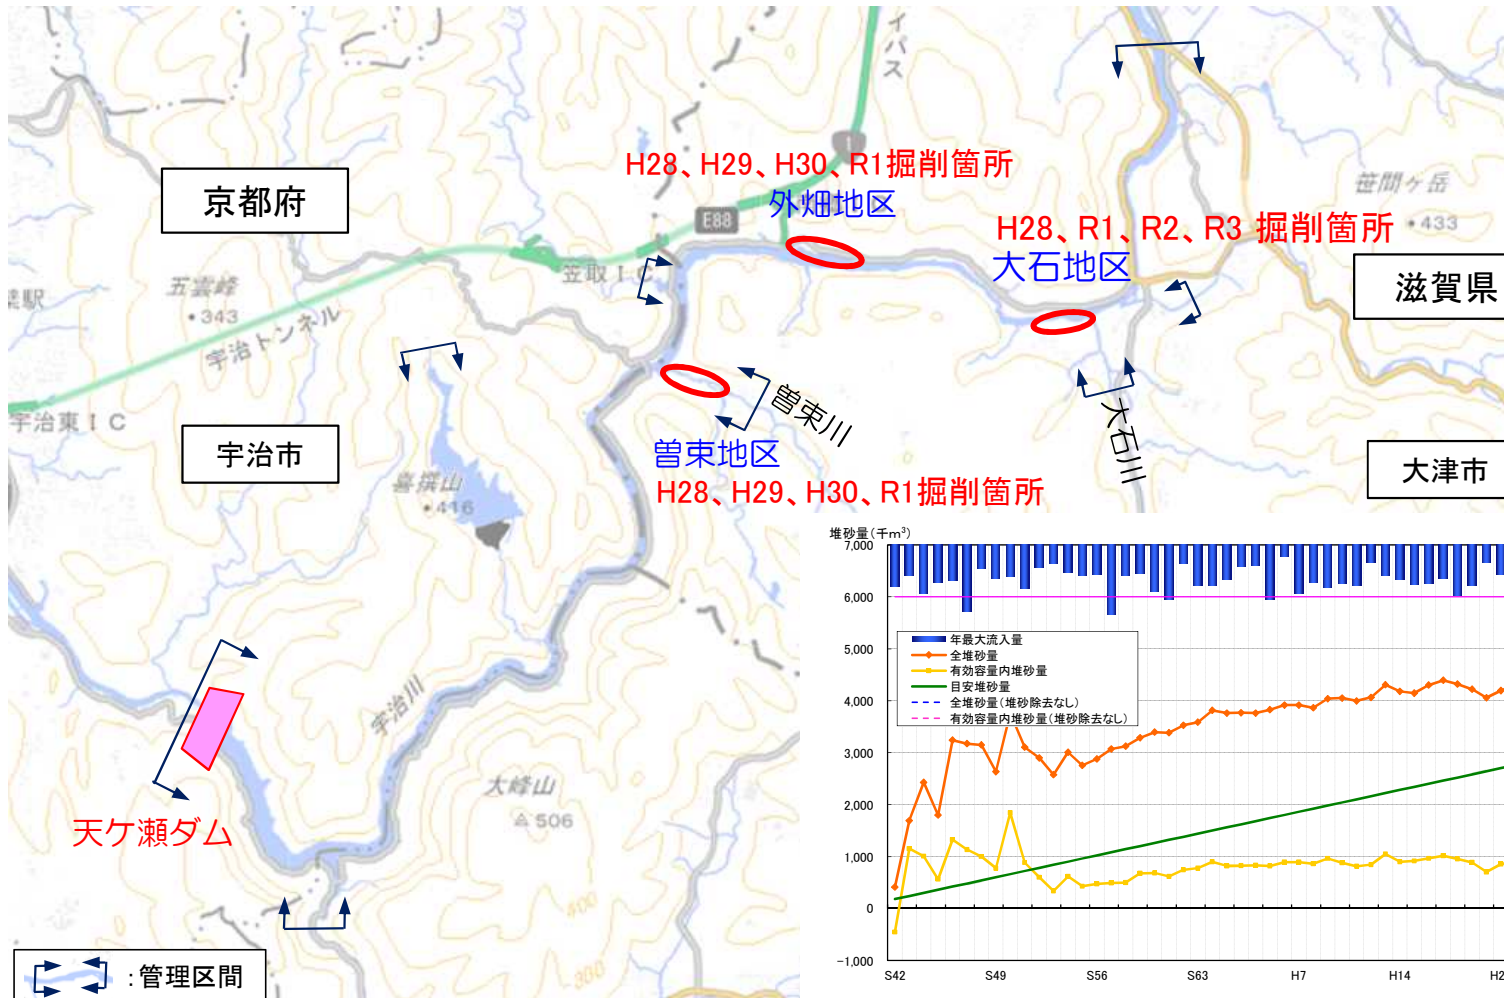 イパス
H28、H29、H30、R1掘削箇所
外畑地区
京都府
E88
笹間ヶ岳
・433
H28、R1、R2、R3 掘削箇所
大石地区
笠取IC
滋賀県
五雲峰
・343
宇治トンネル
宇治東IC
曽束川
大石川
宇治市
曽束地区
大津市
喜撰山
・416
H28、H29、H30、R1掘削箇所
宇治川
大峰山
506
天ケ瀬ダム
400
300
:管理区間
堆砂量(千m³)
7,000
6,000
5,000
4,000
3,000
2,000
1,000
0
-1,000
年最大流入量
全堆砂量
有効容量内堆砂量
目安堆砂量
全堆砂量(堆砂除去なし)
有効容量内堆砂量(堆砂除去なし)
S42 S49 S56 S63 H7 H14 H2